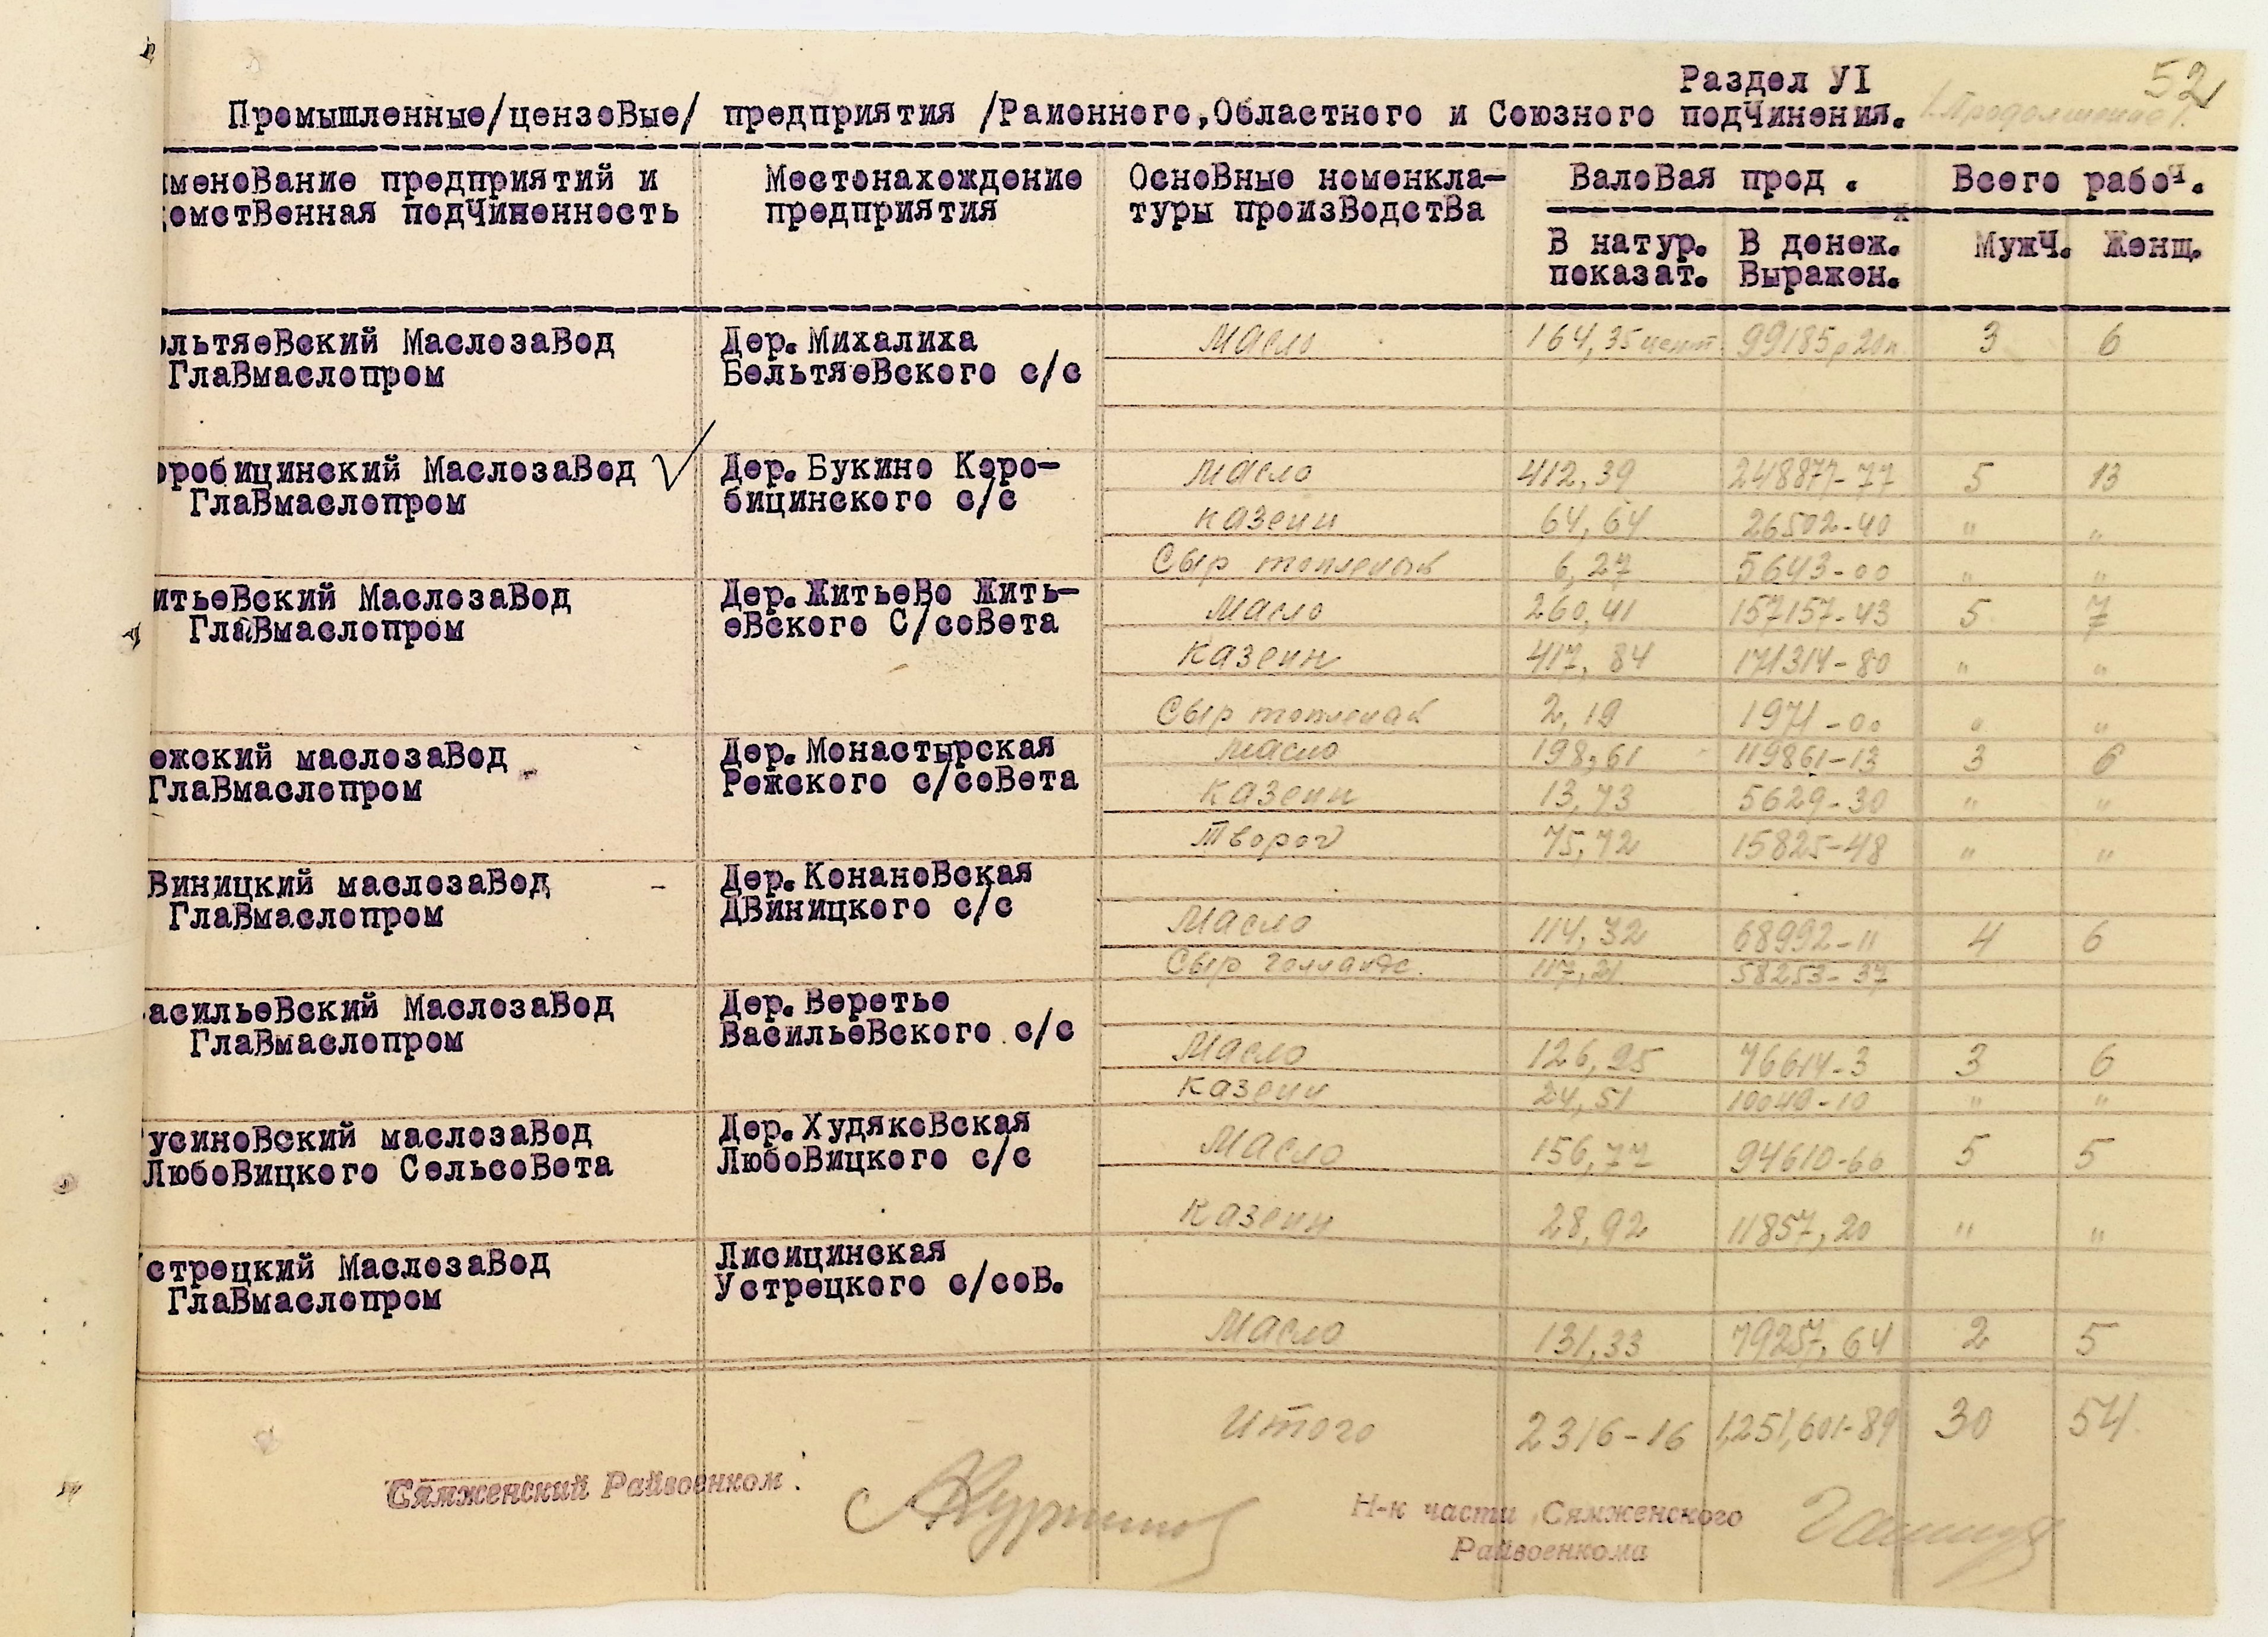 Раздел УI
52
Промышленные/цензовые/ предприятия /Районного,Областного и Союзного подчинения. /Продолжение/.
именование предприятий и
домственная подчиненность
Местонахождение
предприятия
Основные номенкла-
туры производства
Валовая прод .
Всего рабоч.
В натур.
показат.
В денеж.
Выражен.
Мужч.
Женщ.
ольтяевский Маслозавод
Главмаслопром
Дер. Михалиха
Бельтяевского с/с
Масло 164,35 цент 99185р20к 3 6
оробицинский Маслозавод
Главмаслопром
Дер. Букино Коро-
бицинского с/с
Масло 412,39 248877-77 5 13
Казеин 64,64 26502-40 " "
Сыр топленый 6,27 5643-00 " "
итьевский Маслозавод
Главмаслопром
Дер. Житьево Жить-
евского С/совета
Масло 260,41 157157-43 5 7
Казеин 417,84 171314-80 " "
Сыр топленый 2,19 1971-00 " "
ежский маслозавод
Главмаслопром
Дер. Монастырская
Режского с/совета
Масло 198,61 119861-13 3 6
Казеин 13,73 5629-30 " "
Творог 75,72 15825-48 " "
Виницкий маслозавод -
Главмаслопром
Дер. Конановская
Двиницкого с/с
Масло 114,32 68992-11 4 6
Сыр голландс. 117,21 58253-37
асильевский Маслозавод
Главмаслопром
Дер. Веретье
Васильевского с/с
Масло 126,95 76614-3 3 6
Казеин 24,51 10049-10 " "
усиновский маслозавод
Любовицкого Сельсовета
Дер. Худяковская
Любовицкого с/с
Масло 156,77 94610-60 5 5
Казеин 28,92 11857,20 " "
стрецкий Маслозавод
Главмаслопром
Лисицинская
Устрецкого с/сов.
Масло 131,33 79257,64 2 5
Итого 2316-16 1,251,601-89 30 54
Сямженский Райвоенком :
Н-к части Сямженского
Райвоенкома